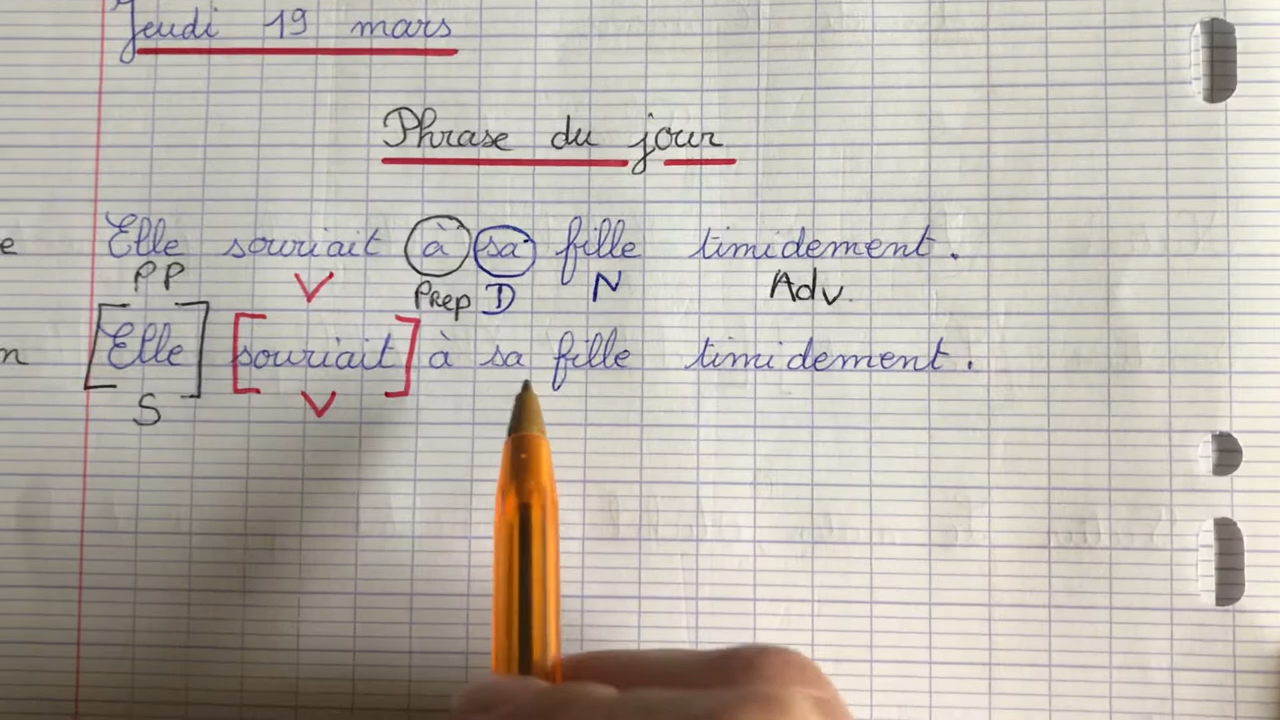 Jeudi 19 mars
Phrase du jour
e Elle souriait à sa fille timidement.
PP V Prep D N Adv.
n [Elle] [souriait] à sa fille timidement.
S V